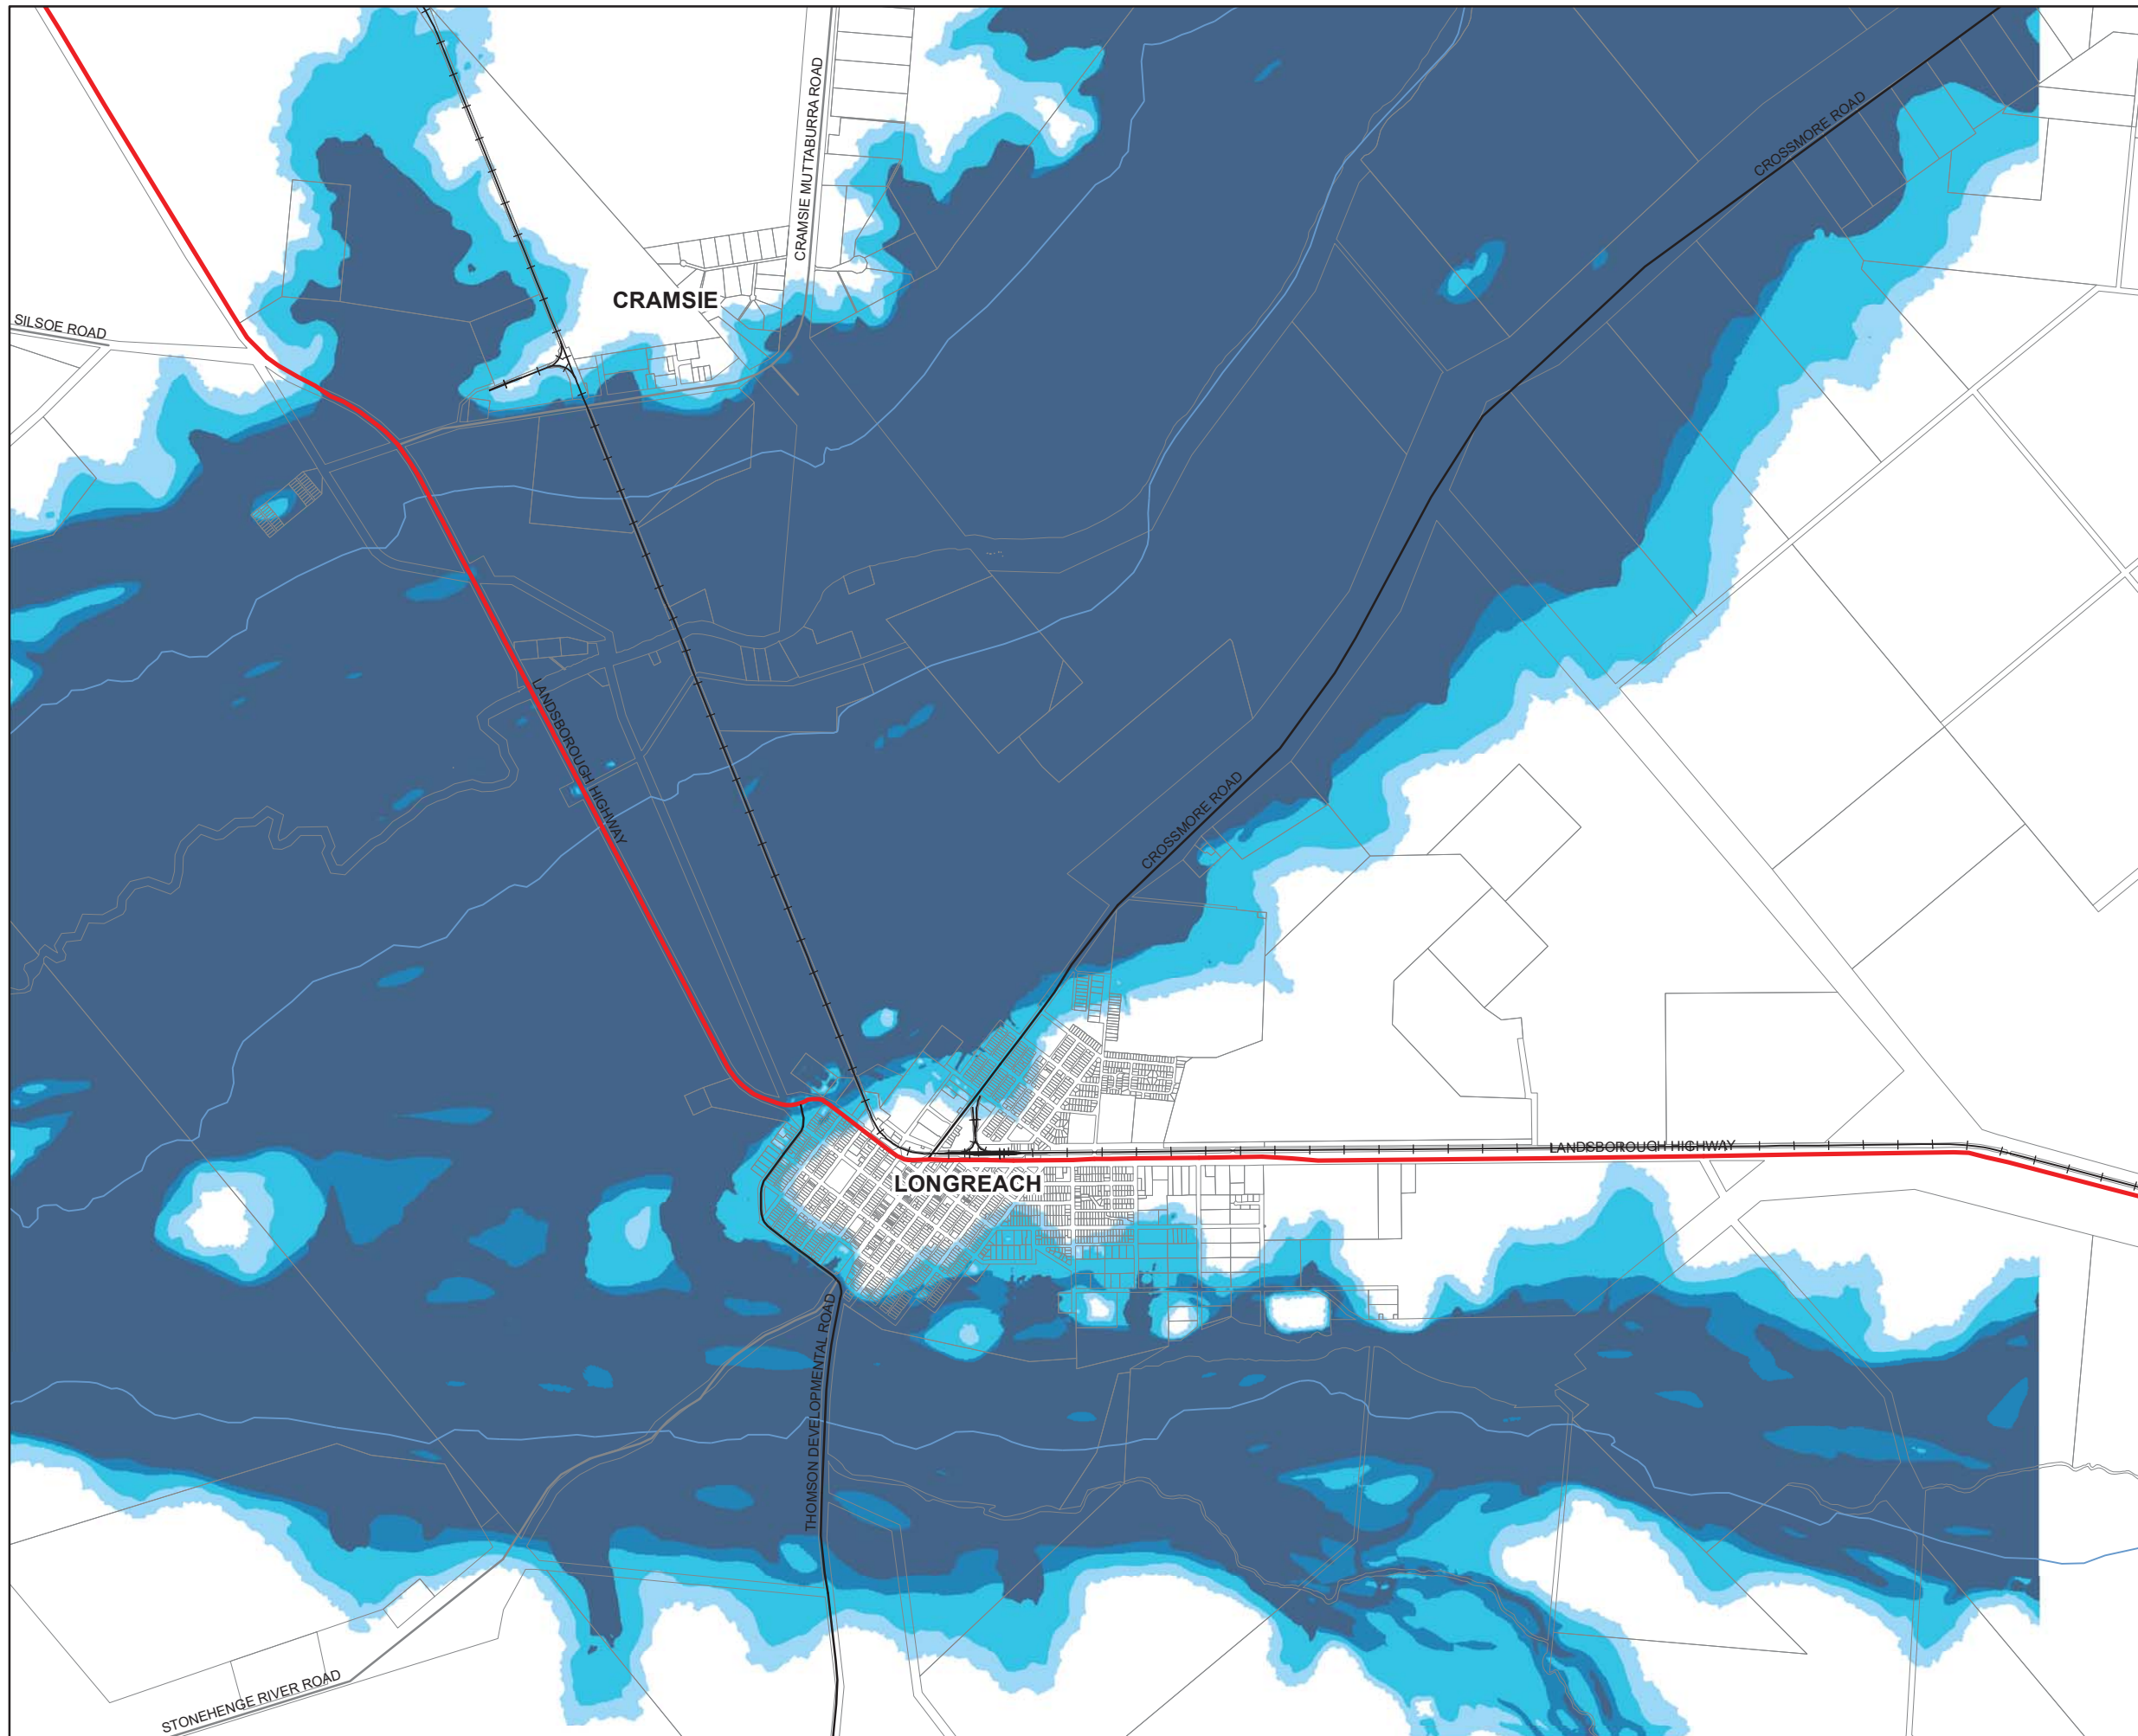 CRAMSIE MUTTABURRA ROAD
CROSSMORE ROAD
CRAMSIE
SILSOE ROAD
LANDSBOROUGH HIGHWAY
CROSSMORE ROAD
LANDSBOROUGH HIGHWAY
LONGREACH
THOMSON DEVELOPMENTAL ROAD
STONEHENGE RIVER ROAD